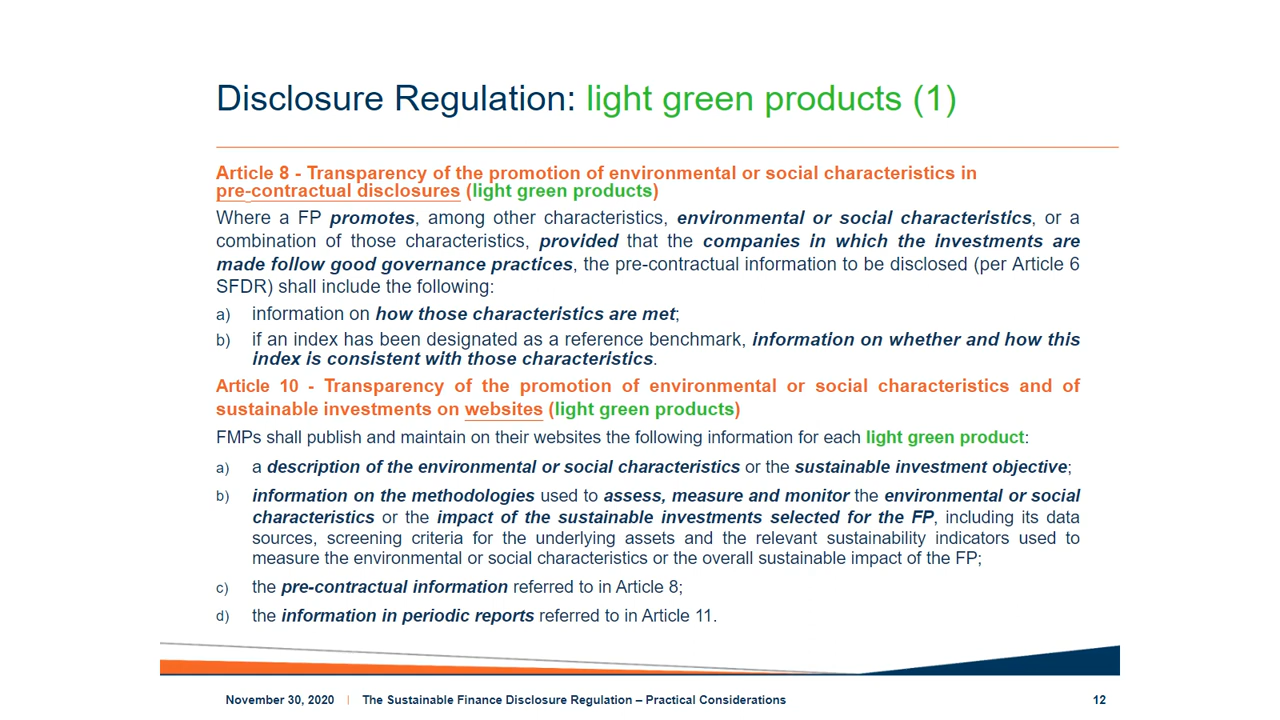 Disclosure Regulation: light green products (1)
Article 8 - Transparency of the promotion of environmental or social characteristics in
pre-contractual disclosures (light green products)
Where a FP promotes, among other characteristics, environmental or social characteristics, or a
combination of those characteristics, provided that the companies in which the investments are
made follow good governance practices, the pre-contractual information to be disclosed (per Article 6
SFDR) shall include the following:
a) information on how those characteristics are met;
b) if an index has been designated as a reference benchmark, information on whether and how this
index is consistent with those characteristics.
Article 10 - Transparency of the promotion of environmental or social characteristics and of
sustainable investments on websites (light green products)
FMPs shall publish and maintain on their websites the following information for each light green product:
a) a description of the environmental or social characteristics or the sustainable investment objective;
b) information on the methodologies used to assess, measure and monitor the environmental or social
characteristics or the impact of the sustainable investments selected for the FP, including its data
sources, screening criteria for the underlying assets and the relevant sustainability indicators used to
measure the environmental or social characteristics or the overall sustainable impact of the FP;
c) the pre-contractual information referred to in Article 8;
d) the information in periodic reports referred to in Article 11.
November 30, 2020 | The Sustainable Finance Disclosure Regulation – Practical Considerations 12